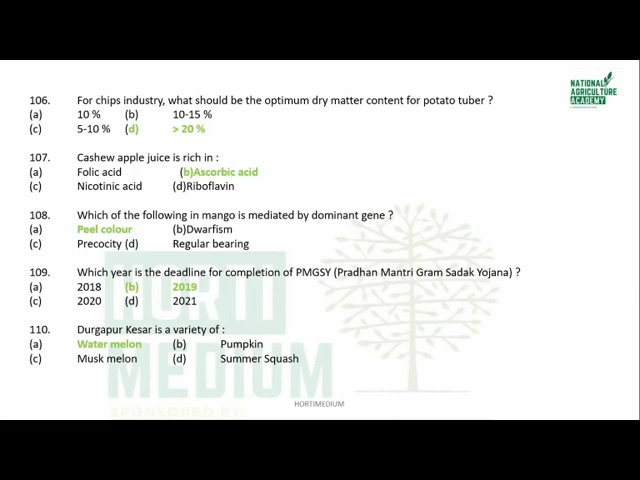 NATIONAL
AGRICULTURE
ACADEMY
106. For chips industry, what should be the optimum dry matter content for potato tuber ?
(a) 10 % (b) 10-15 %
(c) 5-10 % (d) > 20 %
107. Cashew apple juice is rich in :
(a) Folic acid (b)Ascorbic acid
(c) Nicotinic acid (d)Riboflavin
108. Which of the following in mango is mediated by dominant gene ?
(a) Peel colour (b)Dwarfism
(c) Precocity (d) Regular bearing
109. Which year is the deadline for completion of PMGSY (Pradhan Mantri Gram Sadak Yojana) ?
(a) 2018 (b) 2019
(c) 2020 (d) 2021
110. Durgapur Kesar is a variety of :
(a) Water melon (b) Pumpkin
(c) Musk melon (d) Summer Squash
HORTI
MEDIUM
SPONSORED BY:
HORTIMEDIUM